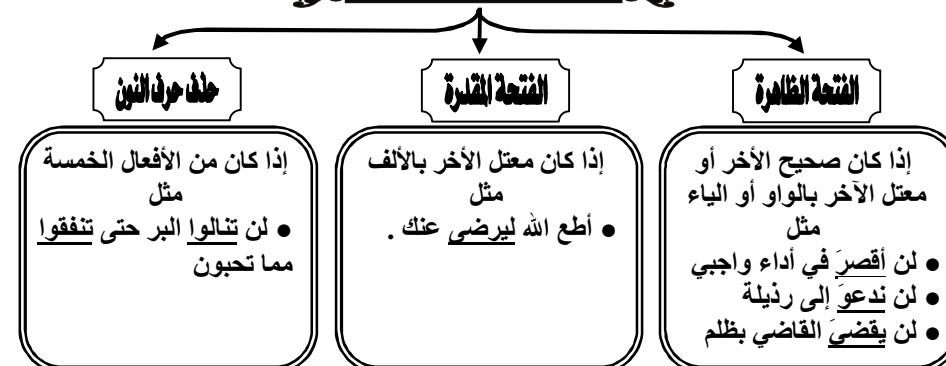 الفتحة الظاهرة
إذا كان صحيح الأخر أو
معتل الآخر بالواو أو الياء
مثل
● لن أقصرَ في أداء واجبي
● لن ندعوَ إلى رذيلة
● لن يقضيَ القاضي بظلم
الفتحة المقدرة
إذا كان معتل الأخر بالألف
مثل
● أطع الله ليرضى عنك .
حذف حرف النون
إذا كان من الأفعال الخمسة
مثل
● لن تنالوا البر حتى تنفقوا
مما تحبون